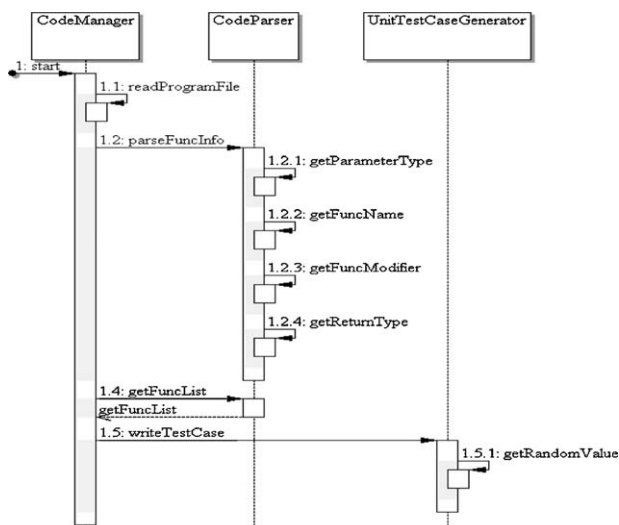 CodeManager
CodeParser
UnitTestCaseGenerator
1: start
1.1: readProgramFile
1.2: parseFuncInfo
1.2.1: getParameterType
1.2.2: getFuncName
1.2.3: getFuncModifier
1.2.4: getReturnType
1.4: getFuncList
getFuncList
1.5: writeTestCase
1.5.1: getRandomValue